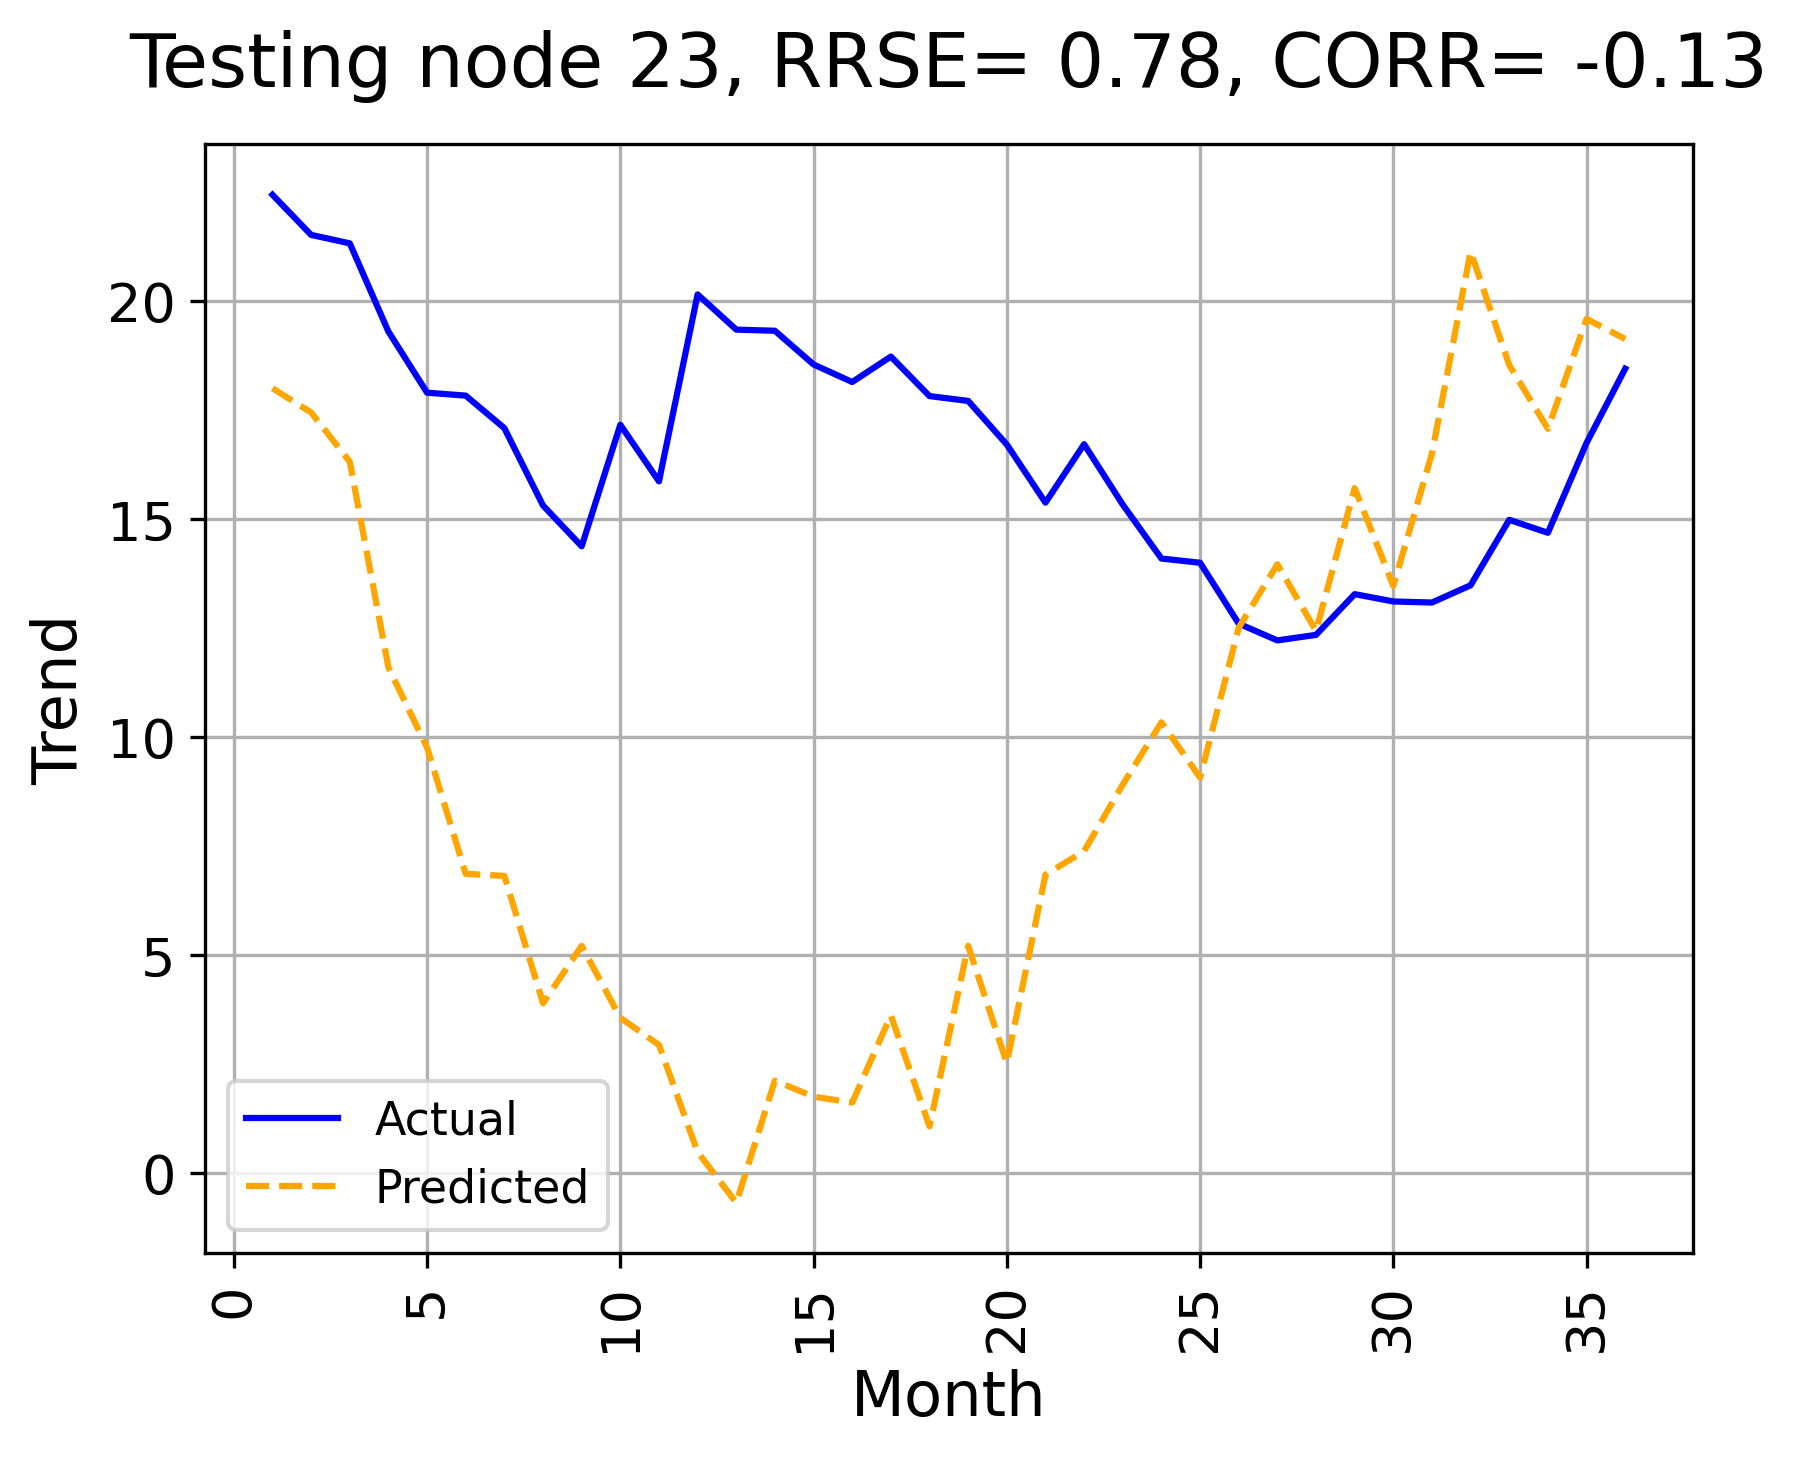 Testing node 23, RRSE= 0.78, CORR= -0.13
Trend
20
15
10
5
0
Actual
Predicted
0 5 10 15 20 25 30 35
Month